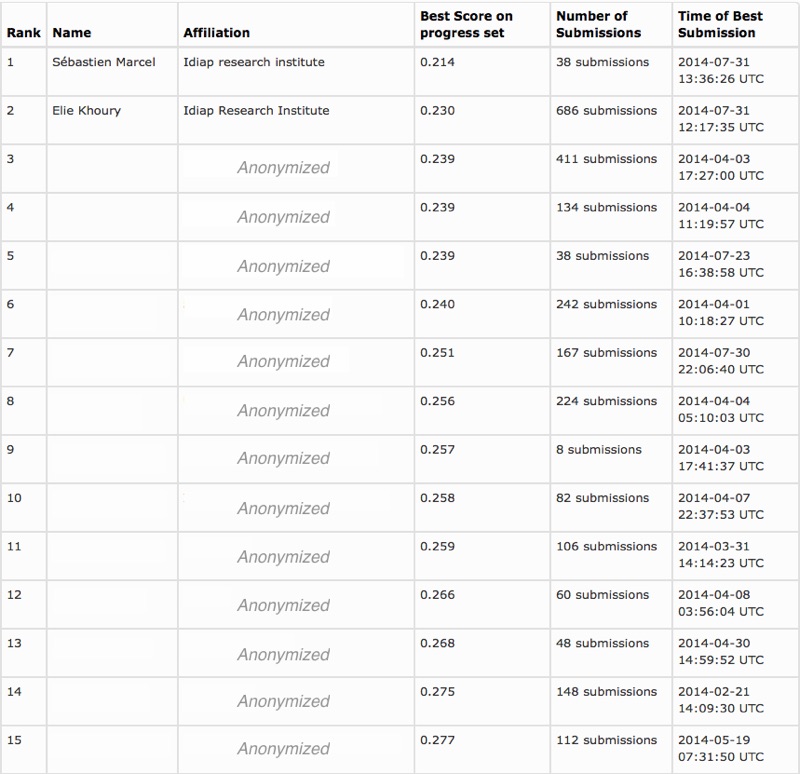 Rank Name Affiliation Best Score on progress set Number of Submissions Time of Best Submission
1 Sébastien Marcel Idiap research institute 0.214 38 submissions 2014-07-31 13:36:26 UTC
2 Elie Khoury Idiap Research Institute 0.230 686 submissions 2014-07-31 12:17:35 UTC
3 Anonymized 0.239 411 submissions 2014-04-03 17:27:00 UTC
4 Anonymized 0.239 134 submissions 2014-04-04 11:19:57 UTC
5 Anonymized 0.239 38 submissions 2014-07-23 16:38:58 UTC
6 Anonymized 0.240 242 submissions 2014-04-01 10:18:27 UTC
7 Anonymized 0.251 167 submissions 2014-07-30 22:06:40 UTC
8 Anonymized 0.256 224 submissions 2014-04-04 05:10:03 UTC
9 Anonymized 0.257 8 submissions 2014-04-03 17:41:37 UTC
10 Anonymized 0.258 82 submissions 2014-04-07 22:37:53 UTC
11 Anonymized 0.259 106 submissions 2014-03-31 14:14:23 UTC
12 Anonymized 0.266 60 submissions 2014-04-08 03:56:04 UTC
13 Anonymized 0.268 48 submissions 2014-04-30 14:59:52 UTC
14 Anonymized 0.275 148 submissions 2014-02-21 14:09:30 UTC
15 Anonymized 0.277 112 submissions 2014-05-19 07:31:50 UTC